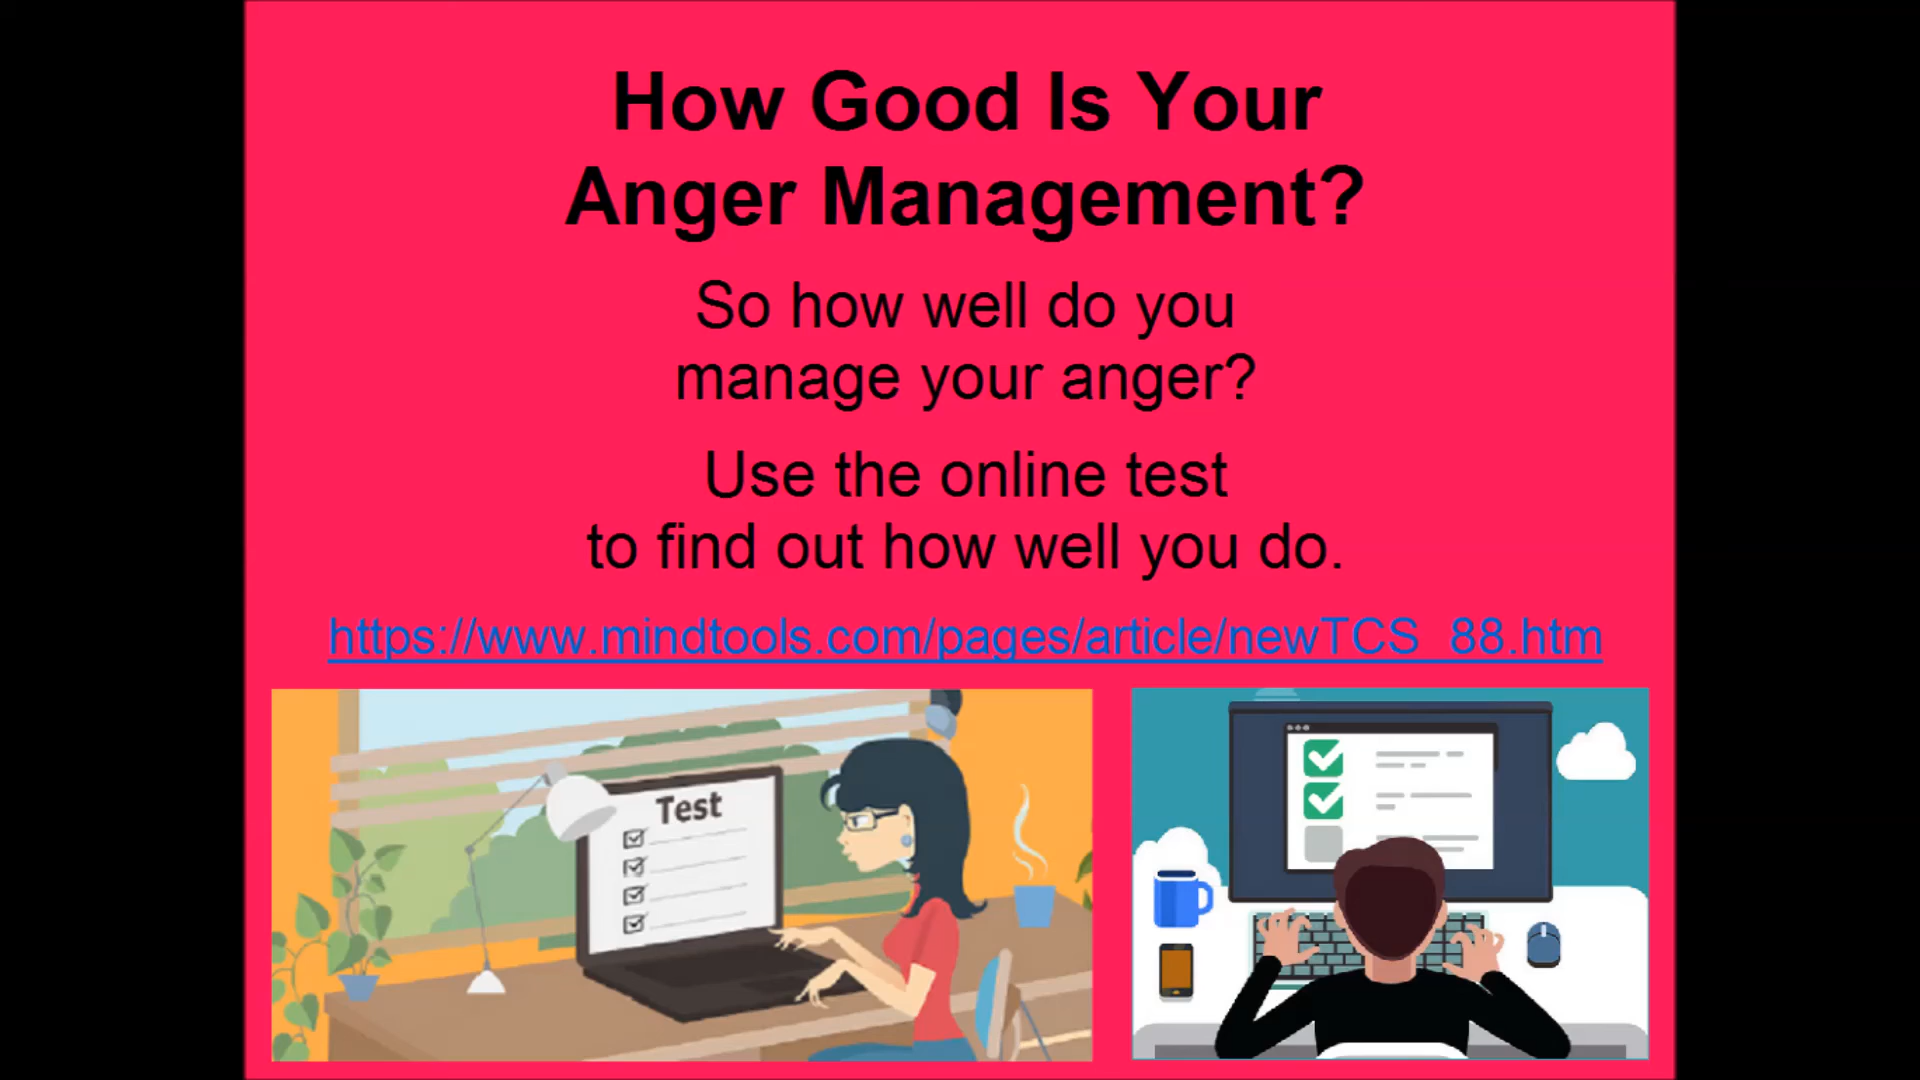 How Good Is Your
Anger Management?
So how well do you
manage your anger?
Use the online test
to find out how well you do.
https://www.mindtools.com/pages/article/newTCS_88.htm
Test